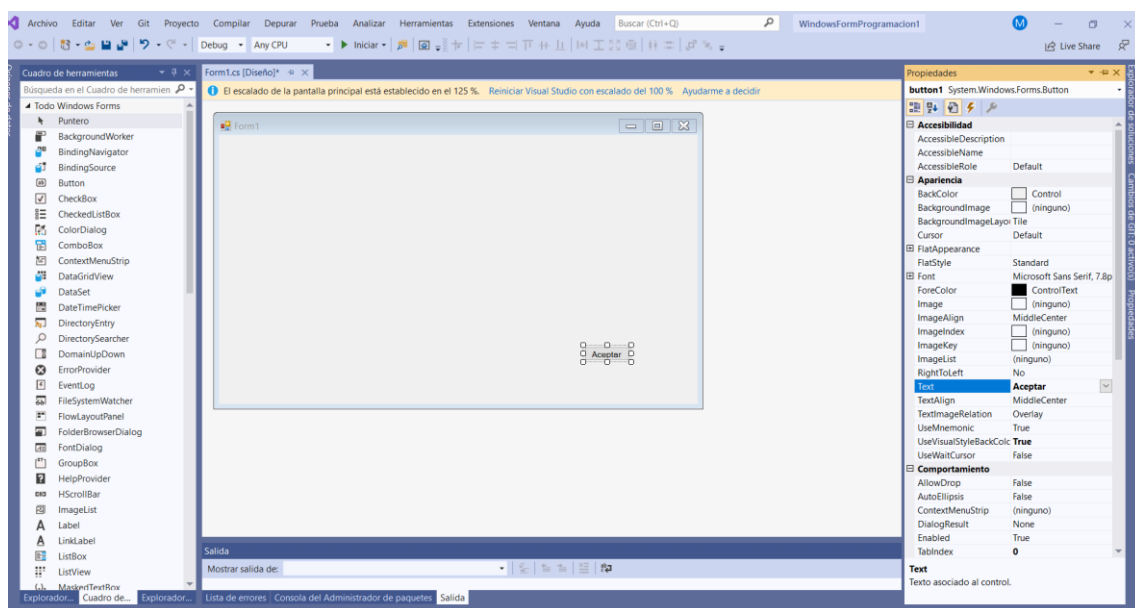 Archivo Editar Ver Git Proyecto Compilar Depurar Prueba Analizar Herramientas Extensiones Ventana Ayuda Buscar (Ctrl+Q) WindowsFormProgramacion1 M
Debug Any CPU Iniciar Live Share
Cuadro de herramientas
Búsqueda en el Cuadro de herramien
Todo Windows Forms
Puntero
BackgroundWorker
BindingNavigator
BindingSource
Button
CheckBox
CheckedListBox
ColorDialog
ComboBox
ContextMenuStrip
DataGridView
DataSet
DateTimePicker
DirectoryEntry
DirectorySearcher
DomainUpDown
ErrorProvider
EventLog
FileSystemWatcher
FlowLayoutPanel
FolderBrowserDialog
FontDialog
GroupBox
HelpProvider
HScrollBar
ImageList
Label
LinkLabel
ListBox
ListView
MaskedTextBox
Explorador... Cuadro de... Explorador...
Form1.cs [Diseño]*
El escalado de la pantalla principal está establecido en el 125 %. Reiniciar Visual Studio con escalado del 100 % Ayudarme a decidir
Form1
Aceptar
Salida
Mostrar salida de:
Lista de errores Consola del Administrador de paquetes Salida
Propiedades
button1 System.Windows.Forms.Button
Accesibilidad
AccessibleDescription
AccessibleName
AccessibleRole Default
Apariencia
BackColor Control
BackgroundImage (ninguno)
BackgroundImageLayou Tile
Cursor Default
FlatAppearance
FlatStyle Standard
Font Microsoft Sans Serif, 7.8p
ForeColor ControlText
Image (ninguno)
ImageAlign MiddleCenter
ImageIndex (ninguno)
ImageKey (ninguno)
ImageList (ninguno)
RightToLeft No
Text Aceptar
TextAlign MiddleCenter
TextImageRelation Overlay
UseMnemonic True
UseVisualStyleBackColc True
UseWaitCursor False
Comportamiento
AllowDrop False
AutoEllipsis False
ContextMenuStrip (ninguno)
DialogResult None
Enabled True
TabIndex 0
Text
Texto asociado al control.
Explorador de soluciones
Cambios de GIT: 0 activo(s)
Propiedades